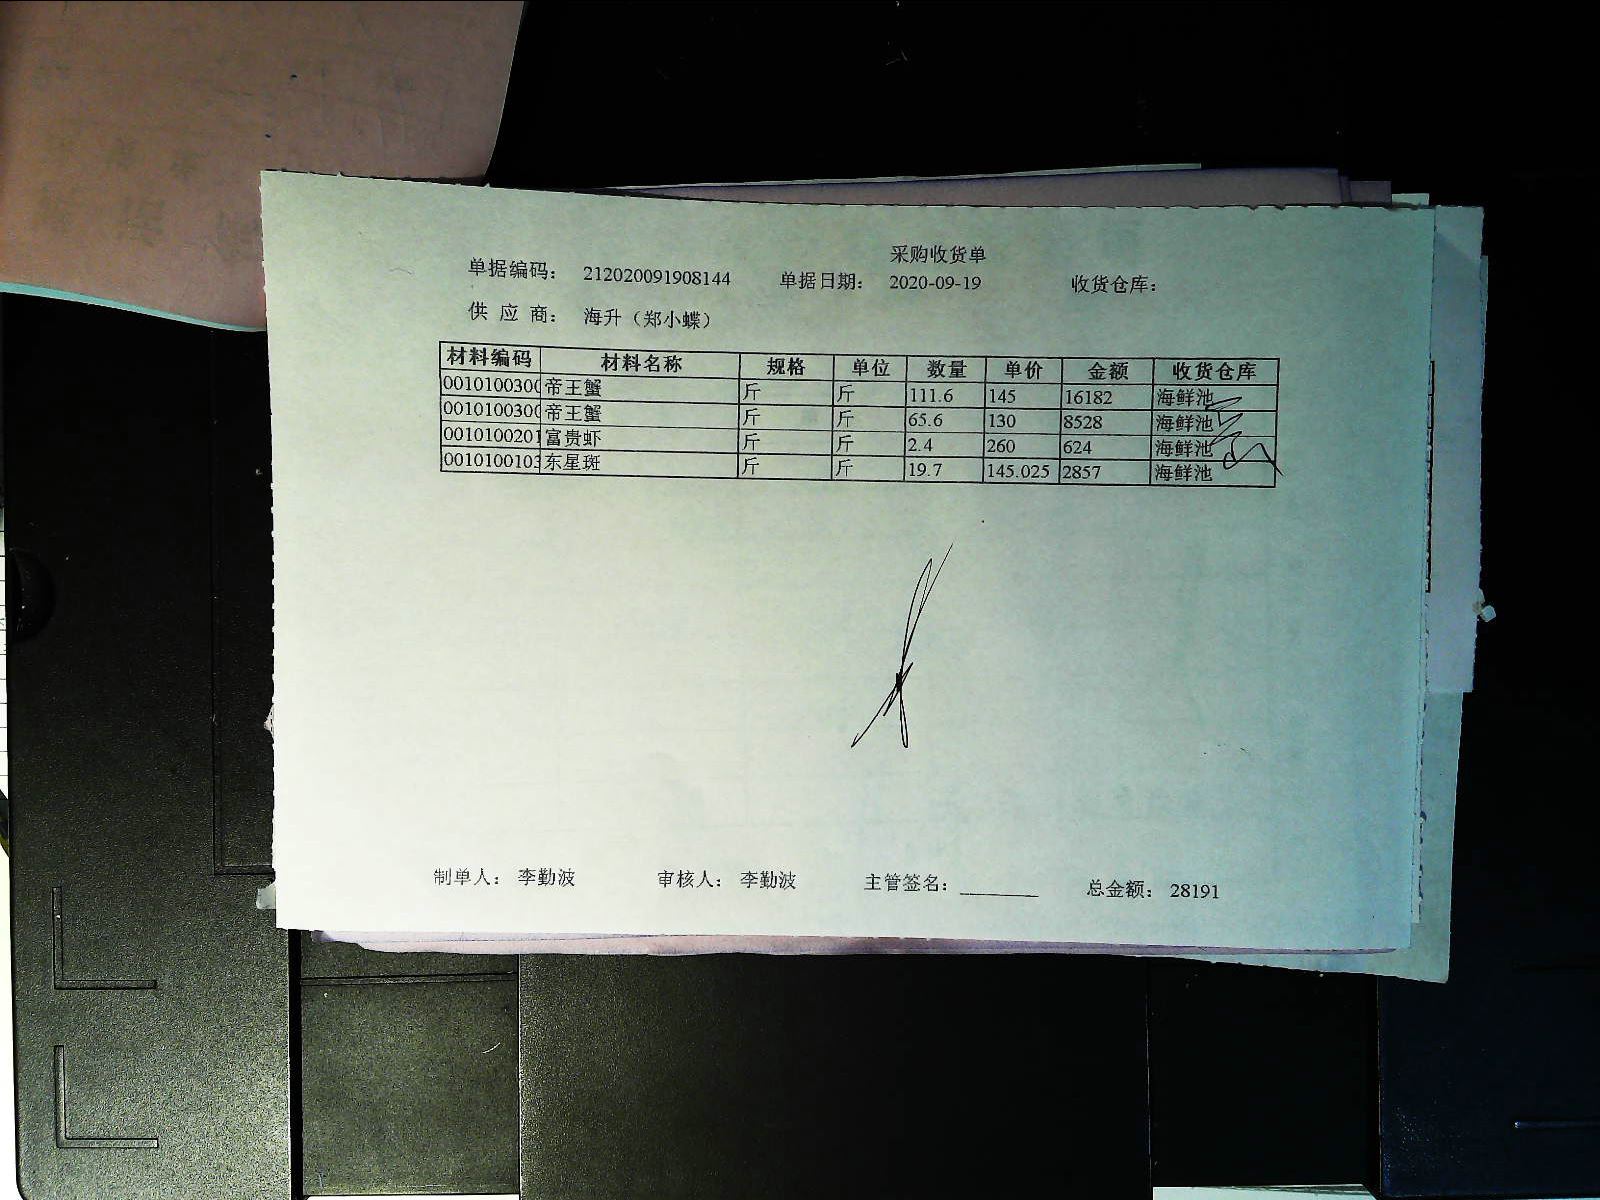 采购收货单
单据编码： 212020091908144 单据日期： 2020-09-19 收货仓库：
供 应 商： 海升（郑小蝶）
材料编码 材料名称 规格 单位 数量 单价 金额 收货仓库
0010100300 帝王蟹 斤 斤 111.6 145 16182 海鲜池
0010100300 帝王蟹 斤 斤 65.6 130 8528 海鲜池
0010100201 富贵虾 斤 斤 2.4 260 624 海鲜池
0010100103 东星斑 斤 斤 19.7 145.025 2857 海鲜池
制单人： 李勤波 审核人： 李勤波 主管签名：________ 总金额： 28191